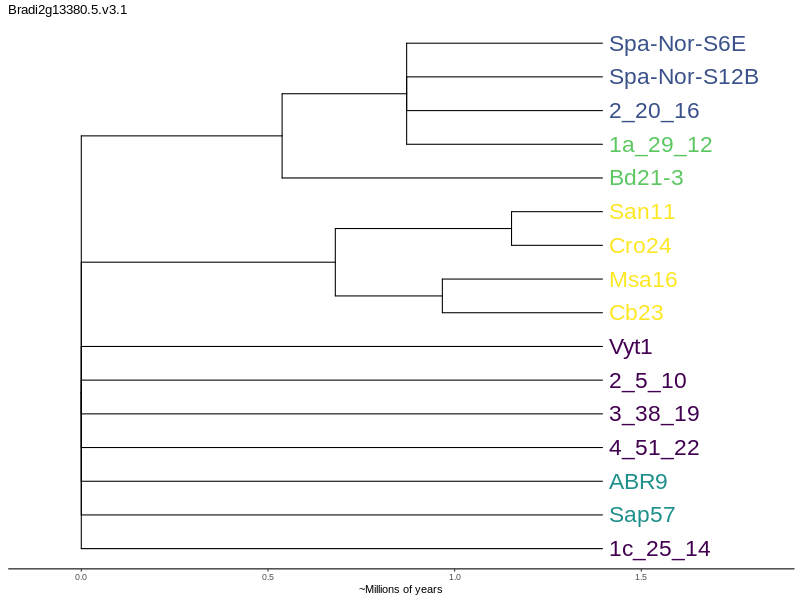 Bradi2g13380.5.v3.1
Spa-Nor-S6E
Spa-Nor-S12B
2_20_16
1a_29_12
Bd21-3
San11
Cro24
Msa16
Cb23
Vyt1
2_5_10
3_38_19
4_51_22
ABR9
Sap57
1c_25_14
0.0 0.5 1.0 1.5
~Millions of years